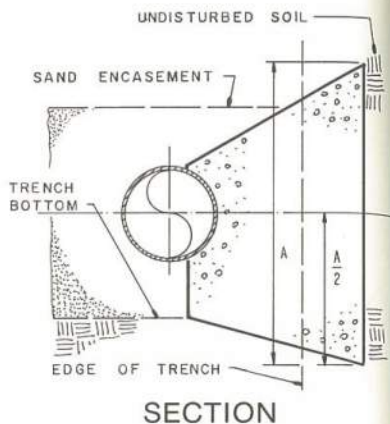 UNDISTURBED SOIL
SAND ENCASEMENT
TRENCH
BOTTOM
A
A
2
EDGE OF TRENCH
SECTION